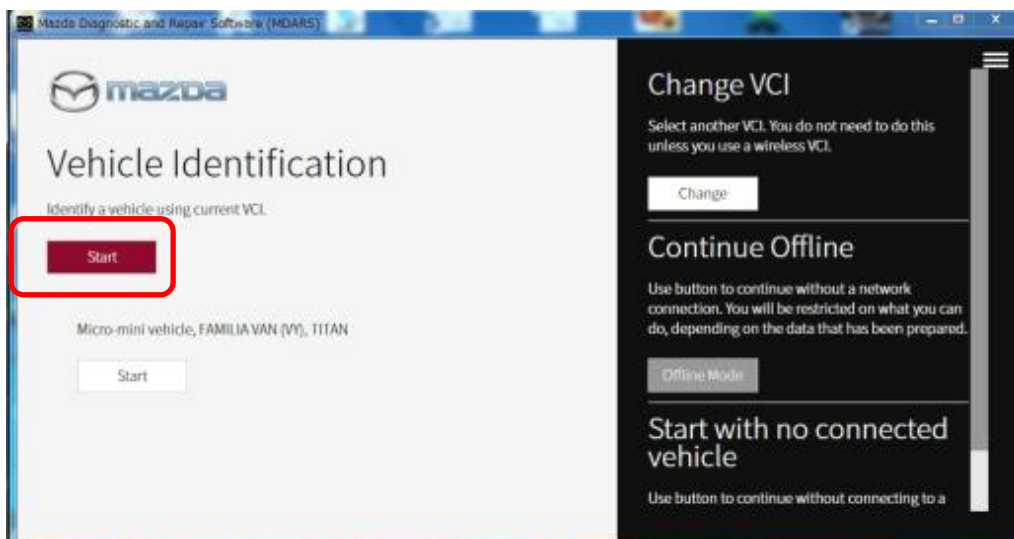 Mazda Diagnostic and Repair Software (MDARS)
mazda
Vehicle Identification
Identify a vehicle using current VCI.
Start
Micro-mini vehicle, FAMILIA VAN (VY), TITAN
Start
Change VCI
Select another VCI. You do not need to do this
unless you use a wireless VCI.
Change
Continue Offline
Use button to continue without a network
connection. You will be restricted on what you can
do, depending on the data that has been prepared.
Offline Mode
Start with no connected
vehicle
Use button to continue without connecting to a